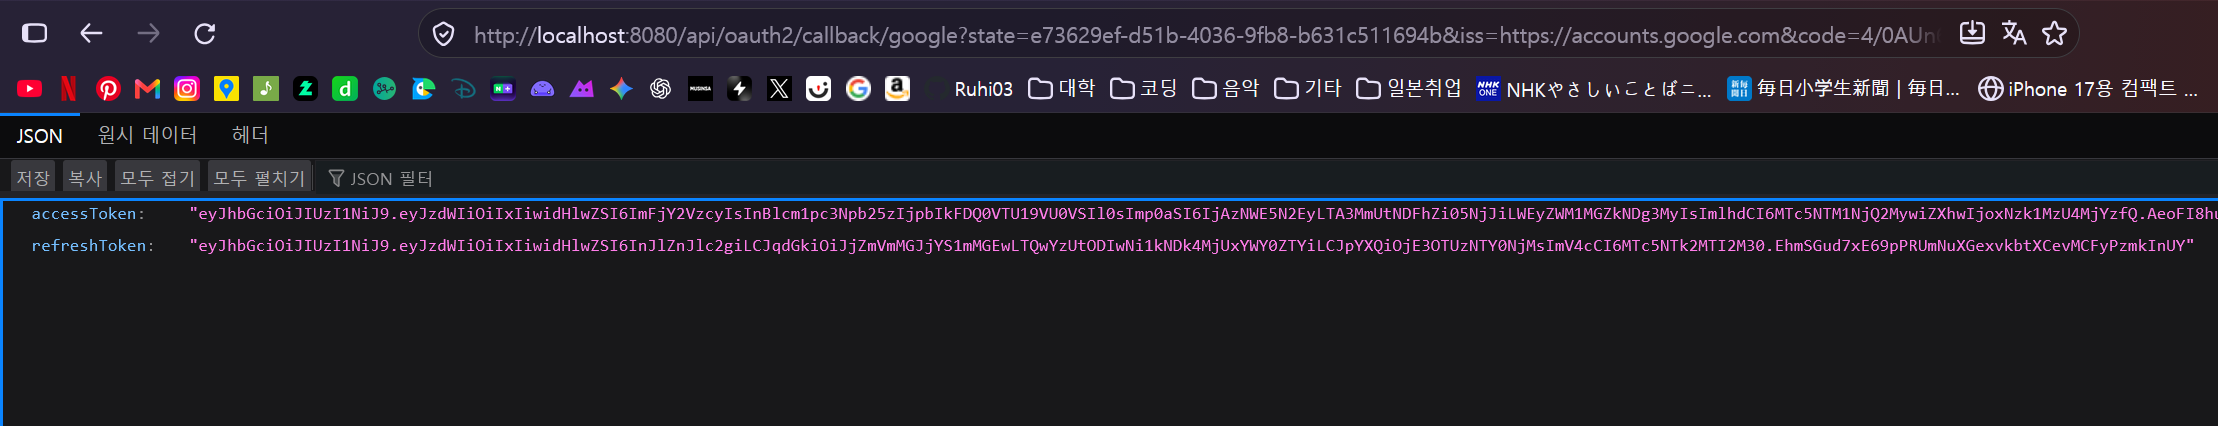 http://localhost:8080/api/oauth2/callback/google?state=e73629ef-d51b-4036-9fb8-b631c511694b&iss=https://accounts.google.com&code=4/0AUn
MUSINSA Ruhi03 대학 코딩 음악 기타 일본취업 NHK ONE NHKやさしいことばニ... 毎日小学生新聞 | 毎日... iPhone 17용 컴팩트 ...
JSON 원시 데이터 헤더
저장 복사 모두 접기 모두 펼치기 JSON 필터
accessToken: "eyJhbGciOiJIUzI1NiJ9.eyJzdWIiOiIxIiwidHlwZSI6ImFjY2VzcyIsInBlcm1pc3Npb25zIjpbIkFDQ0VTU19VU0VSIl0sImp0aSI6IjAzNWE5N2EyLTA3MmUtNDFhZi05NjJiLWEyZWM1MGZkNDg3MyIsImlhdCI6MTc5NTM1NjQ2MywiZXhwIjoxNzk1MzU4MjYzfQ.AeoFI8hu
refreshToken: "eyJhbGciOiJIUzI1NiJ9.eyJzdWIiOiIxIiwidHlwZSI6InJlZnJlc2giLCJqdGkiOiJjZmVmMGJjYS1mMGEwLTQwYzUtODIwNi1kNDk4MjUxYWY0ZTYiLCJpYXQiOjE3OTUzNTY0NjMsImV4cCI6MTc5NTk2MTI2M30.EhmSGud7xE69pPRUmNuXGexvkbtXCevMCFyPzmkInUY"